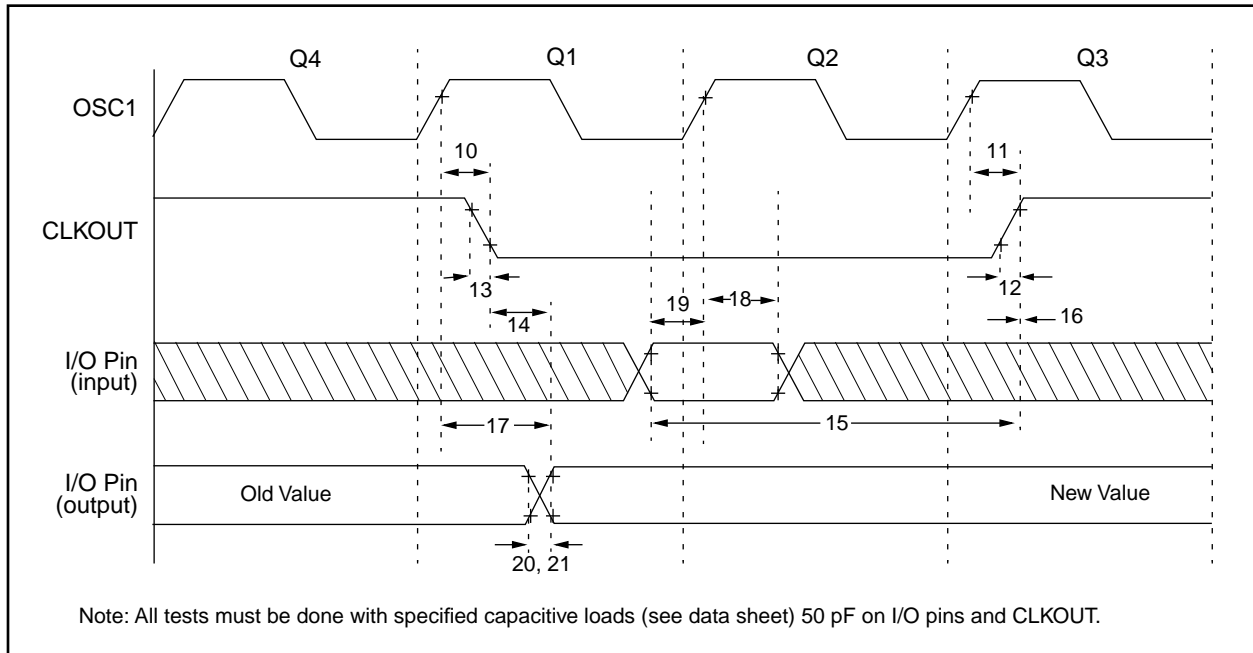 Q4 Q1 Q2 Q3
OSC1
10 11
CLKOUT
13 12
19 18
14 16
I/O Pin
(input)
17 15
I/O Pin
(output)
Old Value New Value
20, 21
Note: All tests must be done with specified capacitive loads (see data sheet) 50 pF on I/O pins and CLKOUT.